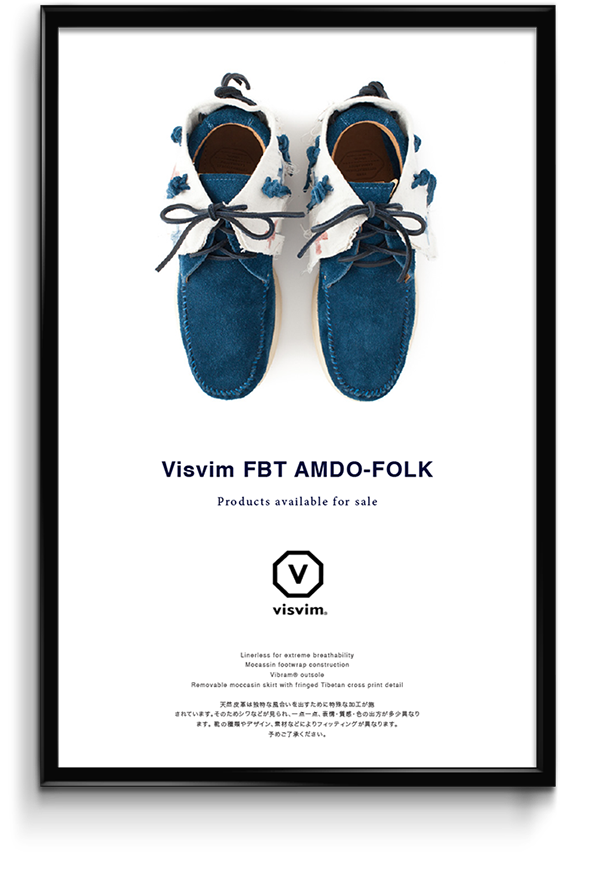 Visvim FBT AMDO-FOLK
Products available for sale
V
visvim®
Linerless for extreme breathability
Mocassin footwrap construction
Vibram® outsole
Removable moccasin skirt with fringed Tibetan cross print detail
天然皮革は独特な風合いを出すために特殊な加工が施
されています。そのためシワなどが見られ、一点一点、表情・質感・色の出方が多少異なり
ます。 靴の種類やデザイン、素材などによりフィッティングが異なります。
予めご了承ください。